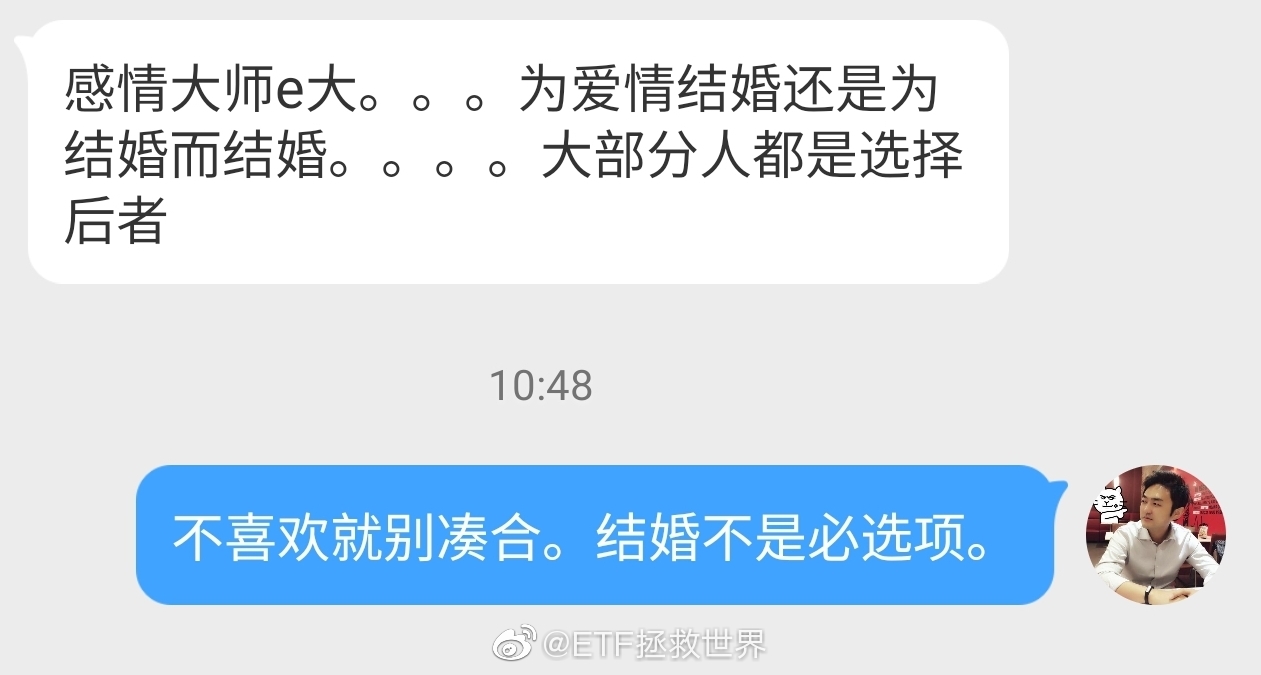 感情大师e大。。。为爱情结婚还是为
结婚而结婚。。。。大部分人都是选择
后者
10:48
不喜欢就别凑合。结婚不是必选项。
@ETF拯救世界